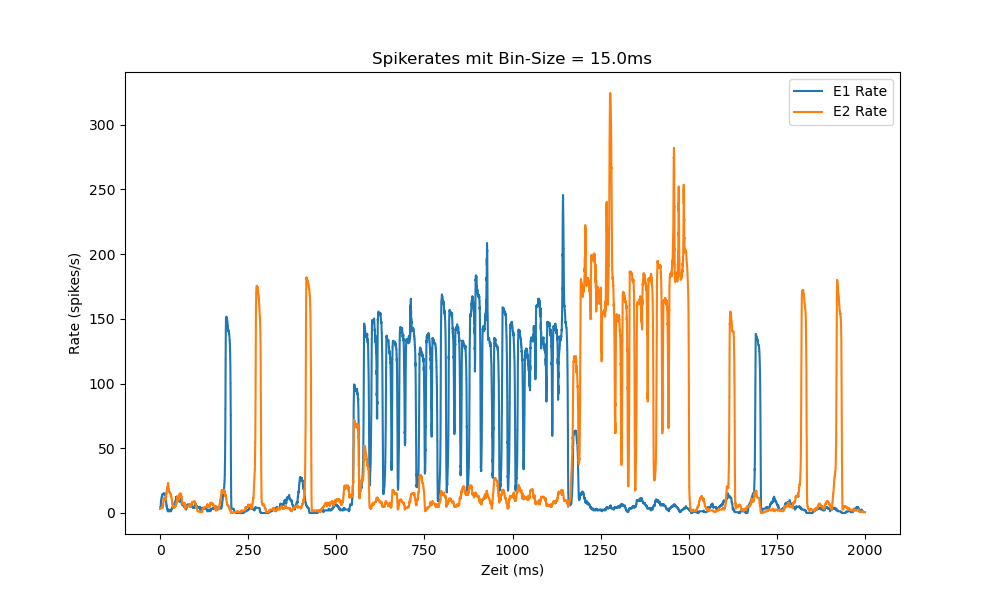 Spikerates mit Bin-Size = 15.0ms
E1 Rate
E2 Rate
Rate (spikes/s)
300
250
200
150
100
50
0
0 250 500 750 1000 1250 1500 1750 2000
Zeit (ms)